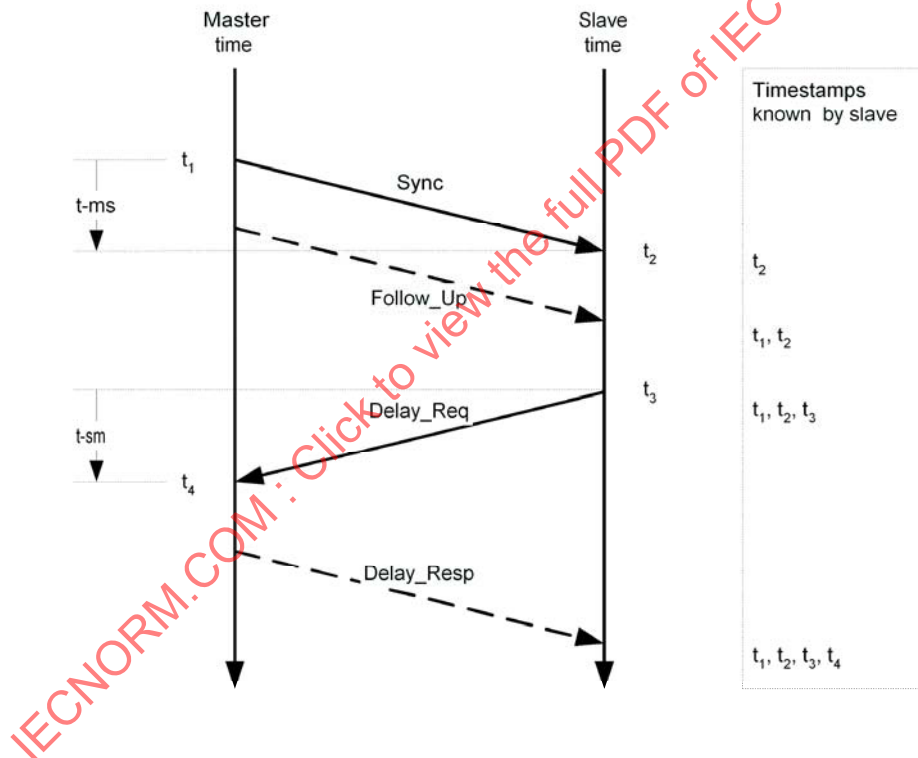 Master
time
Slave
time
Timestamps
known by slave
t1
Sync
t-ms
t2
t2
Follow_Up
t1, t2
t3
Delay_Req
t1, t2, t3
t-sm
t4
Delay_Resp
t1, t2, t3, t4
IECNORM.COM : Click to view the full PDF of IEC